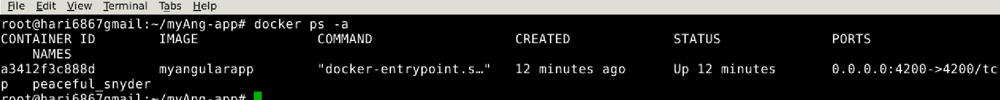 File Edit View Terminal Tabs Help
root@hari6867gmail:~/myAng-app# docker ps -a
CONTAINER ID        IMAGE               COMMAND                  CREATED             STATUS              PORTS
    NAMES
a3412f3c888d        myangularapp        "docker-entrypoint.s…"   12 minutes ago      Up 12 minutes       0.0.0.0:4200->4200/tc
p   peaceful_snyder
root@hari6867gmail:~/myAng-app#